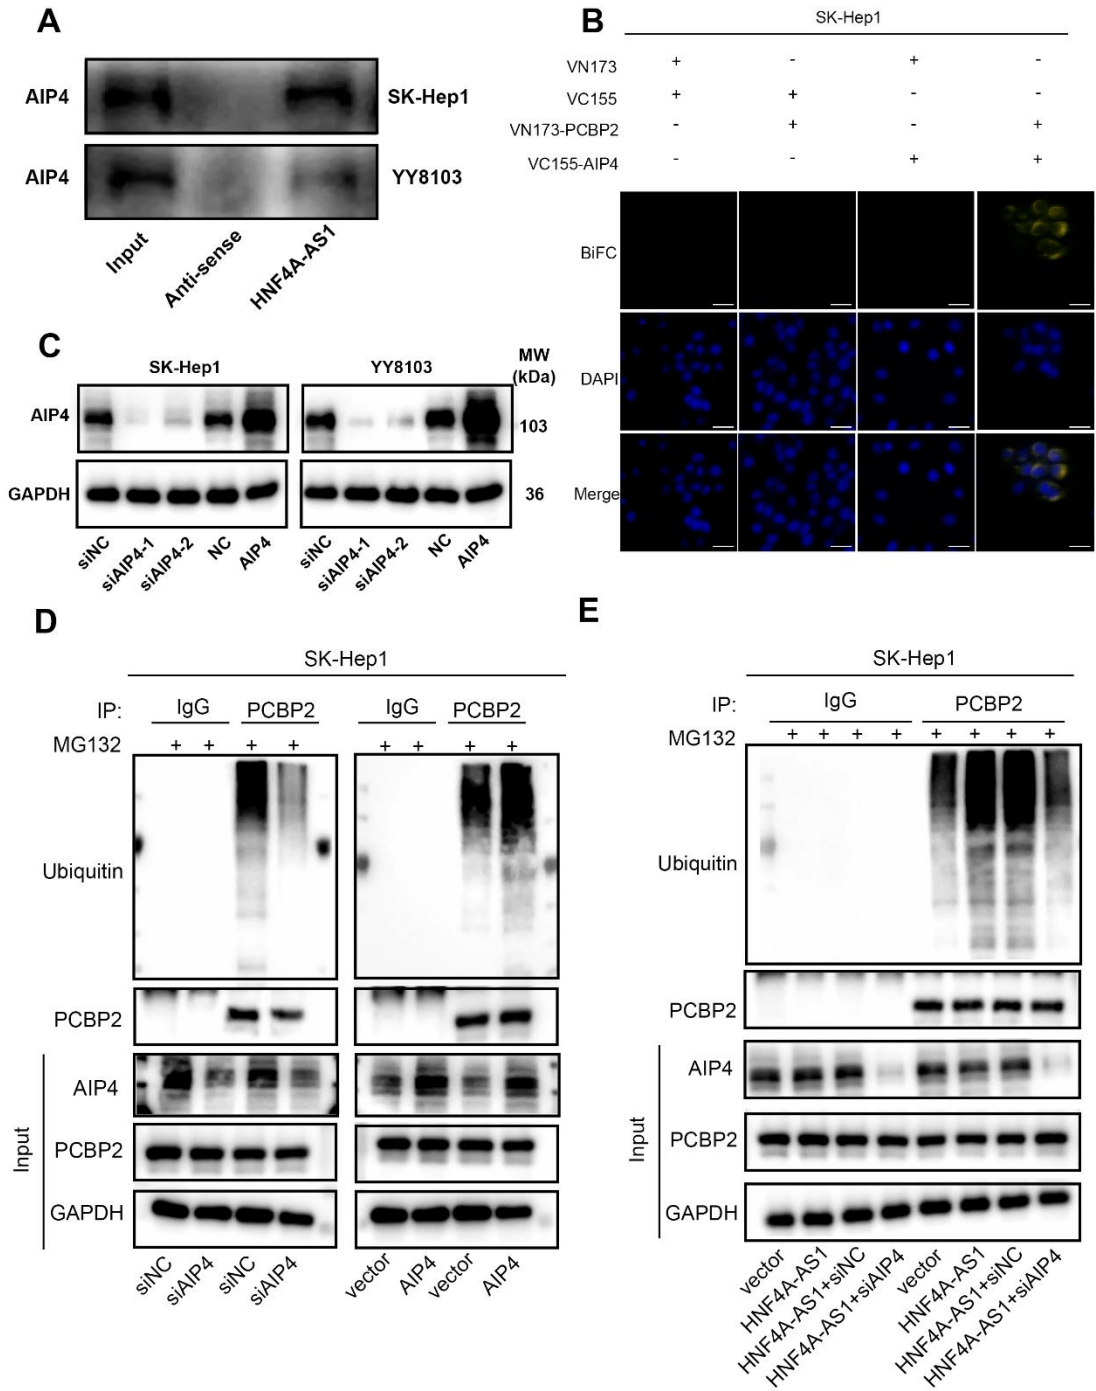 A
AIP4
SK-Hep1
AIP4
YY8103
Input
Anti-sense
HNF4A-AS1
B
SK-Hep1
VN173 + - + -
VC155 + + - -
VN173-PCBP2 - + - +
VC155-AIP4 - - + +
BiFC
DAPI
Merge
C
SK-Hep1 YY8103 MW
(kDa)
AIP4 103
GAPDH 36
siNC siAIP4-1 siAIP4-2 NC AIP4 siNC siAIP4-1 siAIP4-2 NC AIP4
D
SK-Hep1
IP: IgG PCBP2 IgG PCBP2
MG132 + + + + + + + +
Ubiquitin
PCBP2
Input
AIP4
PCBP2
GAPDH
siNC siAIP4 siNC siAIP4 vector AIP4 vector AIP4
E
SK-Hep1
IP: IgG PCBP2
MG132 + + + + + + + +
Ubiquitin
PCBP2
Input
AIP4
PCBP2
GAPDH
vector HNF4A-AS1 HNF4A-AS1+siNC HNF4A-AS1+siAIP4 vector HNF4A-AS1 HNF4A-AS1+siNC HNF4A-AS1+siAIP4